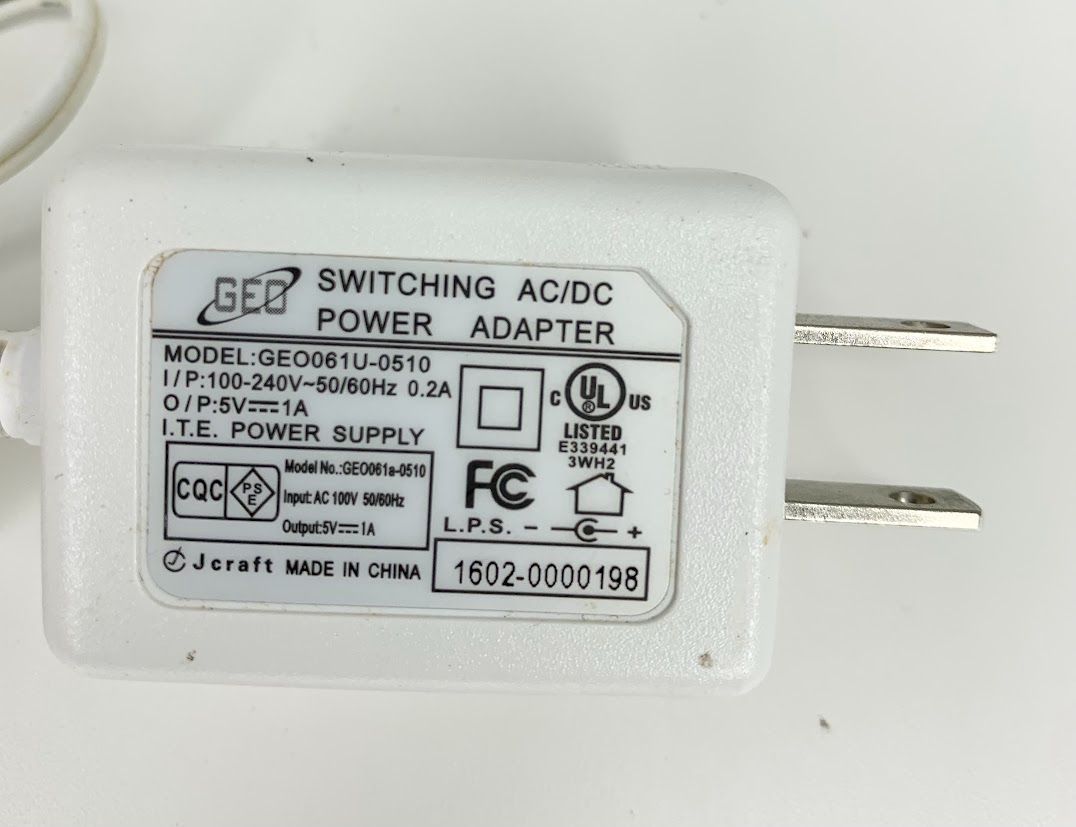 GEO
SWITCHING AC/DC
POWER ADAPTER
MODEL:GEO061U-0510
I/P:100-240V~50/60Hz 0.2A
O/P:5V⎓1A
I.T.E. POWER SUPPLY
C UL® US
LISTED
E339441
3WH2
CQC
PSE
Model No.:GEO061a-0510
Input: AC 100V 50/60Hz
Output:5V⎓1A
FC
L.P.S. - +
Jcraft MADE IN CHINA
1602-0000198